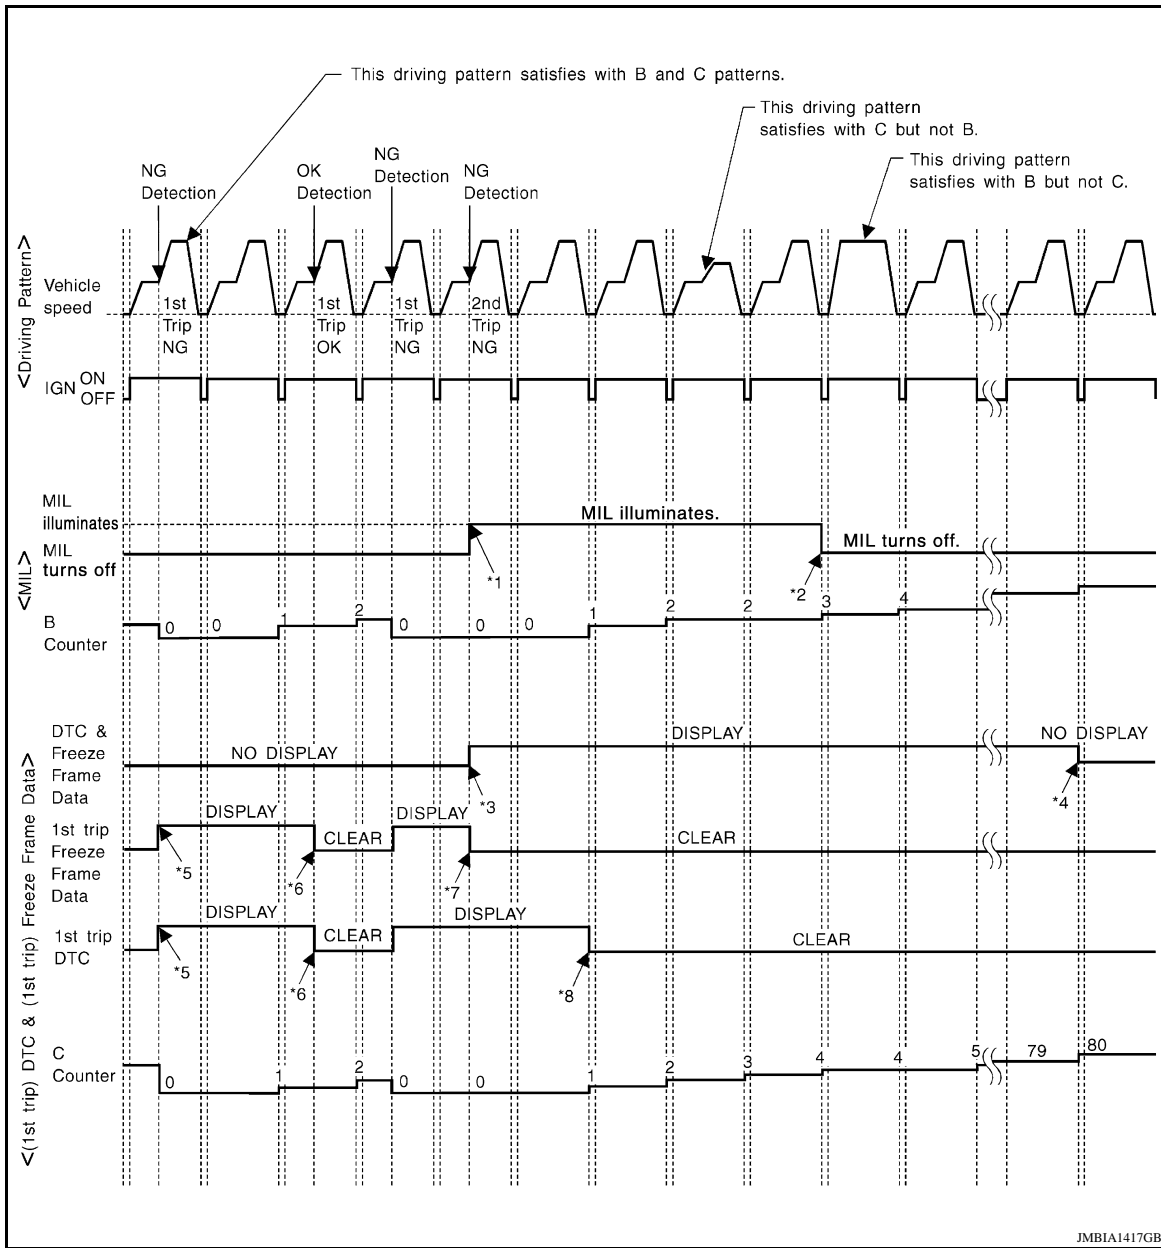 This driving pattern satisfies with B and C patterns.
This driving pattern
satisfies with C but not B.
This driving pattern
satisfies with B but not C.
NG
Detection
OK
Detection
NG
Detection
NG
Detection
<Driving Pattern>
Vehicle
speed
1st
Trip
NG
1st
Trip
OK
1st
Trip
NG
2nd
Trip
NG
IGN ON
OFF
<MIL>
MIL
illuminates
MIL
turns off
MIL illuminates.
MIL turns off.
*1
*2
B
Counter
0 0 1 2 0 0 0 1 2 2 3 4
<(1st trip) DTC & (1st trip) Freeze Frame Data>
DTC &
Freeze
Frame
Data
NO DISPLAY
DISPLAY
NO DISPLAY
*3
*4
1st trip
Freeze
Frame
Data
DISPLAY
CLEAR
DISPLAY
CLEAR
*5
*6
*7
1st trip
DTC
DISPLAY
CLEAR
DISPLAY
CLEAR
*5
*6
*8
C
Counter
0 1 2 0 0 1 2 3 4 4 5 79 80
JMBIA1417GB